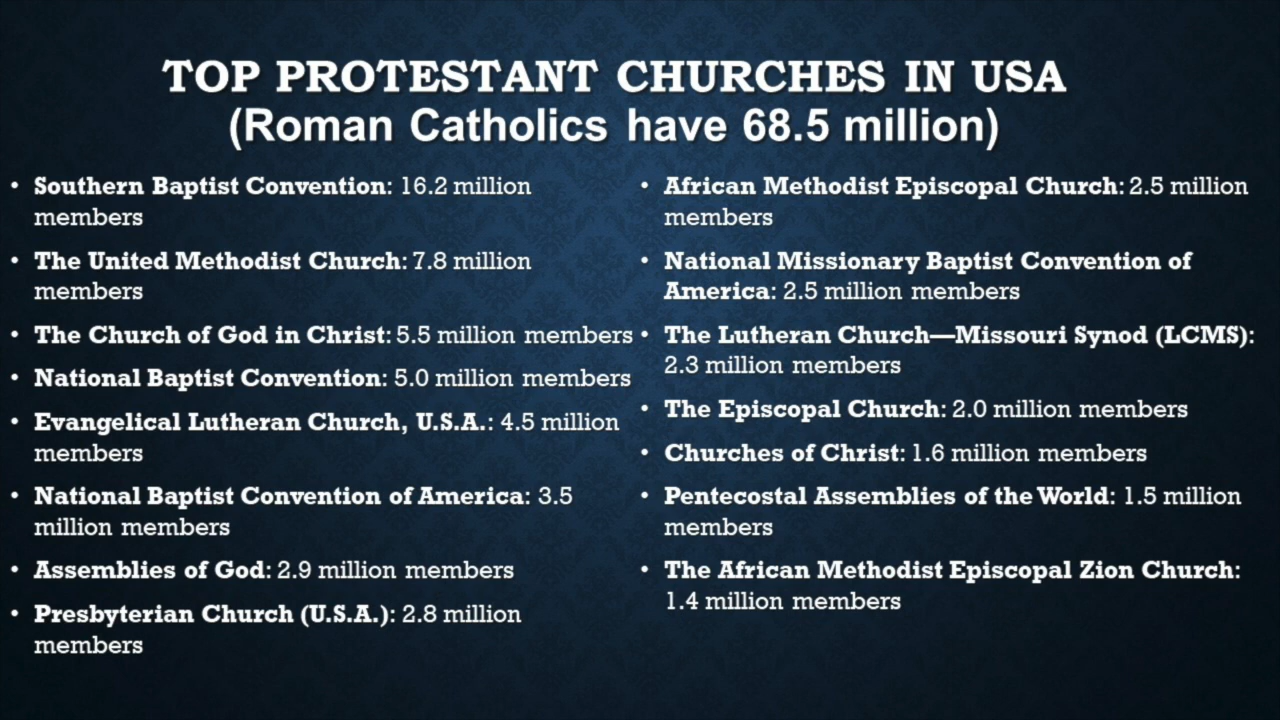 TOP PROTESTANT CHURCHES IN USA
(Roman Catholics have 68.5 million)
• Southern Baptist Convention: 16.2 million
members
• The United Methodist Church: 7.8 million
members
• The Church of God in Christ: 5.5 million members
• National Baptist Convention: 5.0 million members
• Evangelical Lutheran Church, U.S.A.: 4.5 million
members
• National Baptist Convention of America: 3.5
million members
• Assemblies of God: 2.9 million members
• Presbyterian Church (U.S.A.): 2.8 million
members
• African Methodist Episcopal Church: 2.5 million
members
• National Missionary Baptist Convention of
America: 2.5 million members
• The Lutheran Church—Missouri Synod (LCMS):
2.3 million members
• The Episcopal Church: 2.0 million members
• Churches of Christ: 1.6 million members
• Pentecostal Assemblies of the World: 1.5 million
members
• The African Methodist Episcopal Zion Church:
1.4 million members